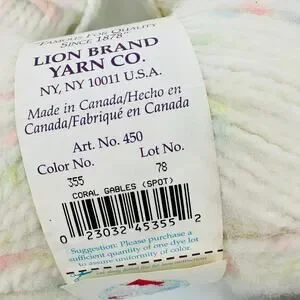 FAMOUS FOR QUALITY
SINCE 1878
LION BRAND
YARN CO.
NY, NY 10011 U.S.A.
Made in Canada/Hecho en
Canada/Fabriqué en Canada
Art. No. 450
Color No. Lot No.
355 78
CORAL GABLES (SPOT)
0 23032 45355 2
Suggestion: Please purchase a
sufficient quantity of one dye lot
to assure uniformity of color.